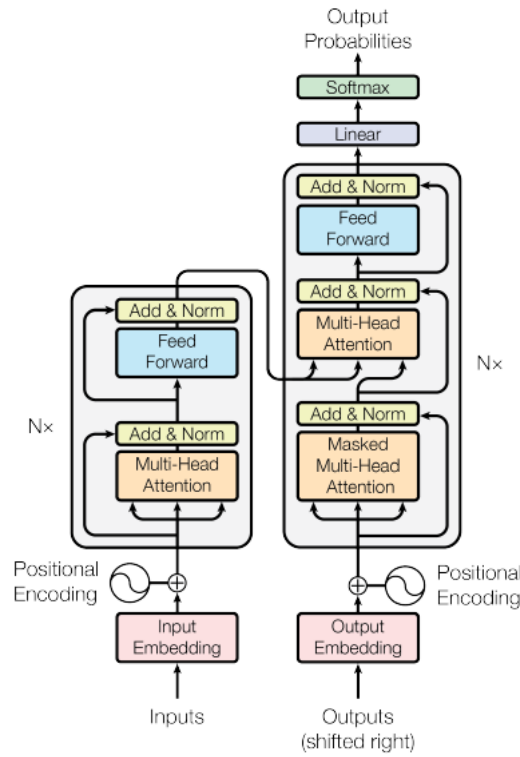 Output
Probabilities
Softmax
Linear
Add & Norm
Feed
Forward
Add & Norm
Multi-Head
Attention
Add & Norm
Masked
Multi-Head
Attention
N×
Add & Norm
Feed
Forward
Add & Norm
Multi-Head
Attention
N×
Positional
Encoding
Positional
Encoding
Input
Embedding
Output
Embedding
Inputs
Outputs
(shifted right)